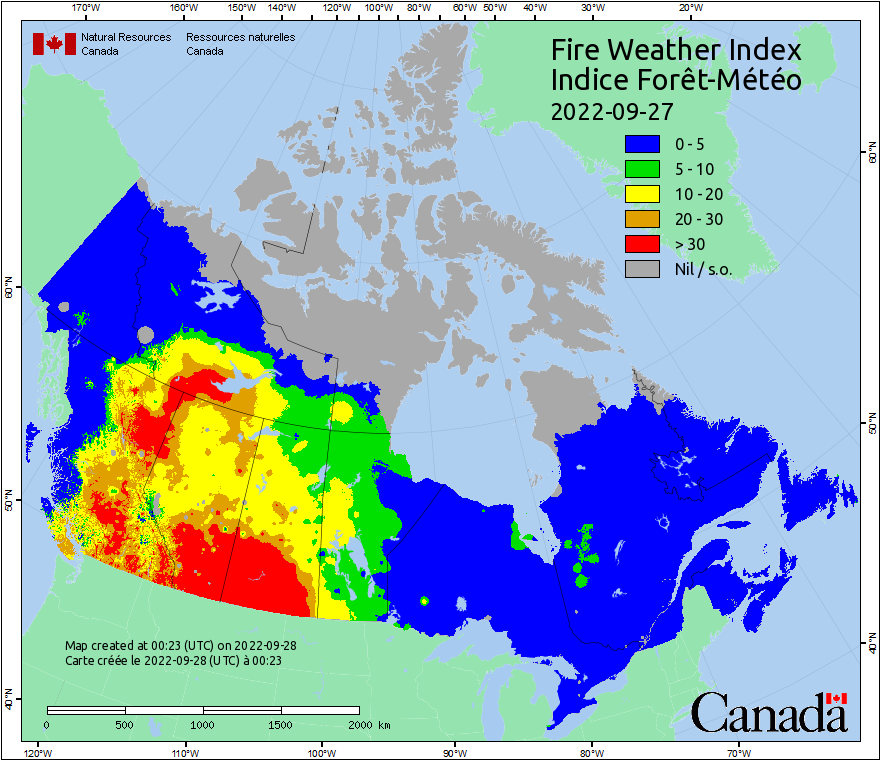 170°W 160°W 150°W 140°W 130°W 120°W 110°W 100°W 90°W 80°W 70°W 60°W 50°W 40°W 30°W 20°W
Natural Resources Ressources naturelles
Canada Canada
Fire Weather Index
Indice Forêt-Météo
2022-09-27
0 - 5
5 - 10
10 - 20
20 - 30
> 30
Nil / s.o.
60°N
60°N
50°N
50°N
40°N
40°N
Map created at 00:23 (UTC) on 2022-09-28
Carte créée le 2022-09-28 (UTC) à 00:23
0 500 1000 1500 2000 km
Canada
120°W 110°W 100°W 90°W 80°W 70°W